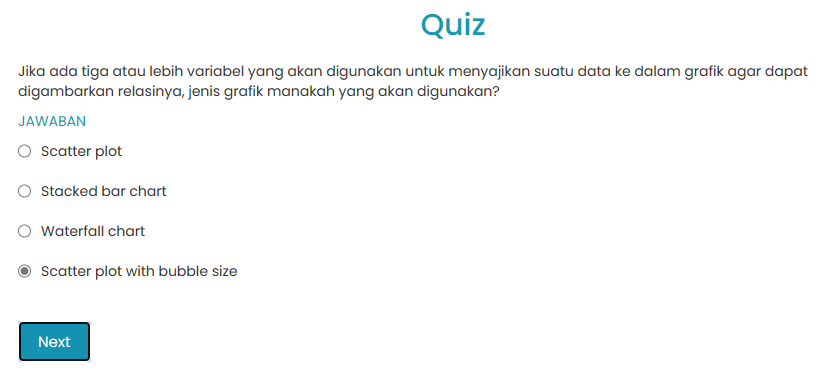 Quiz
Jika ada tiga atau lebih variabel yang akan digunakan untuk menyajikan suatu data ke dalam grafik agar dapat
digambarkan relasinya, jenis grafik manakah yang akan digunakan?
JAWABAN
Scatter plot
Stacked bar chart
Waterfall chart
Scatter plot with bubble size
Next